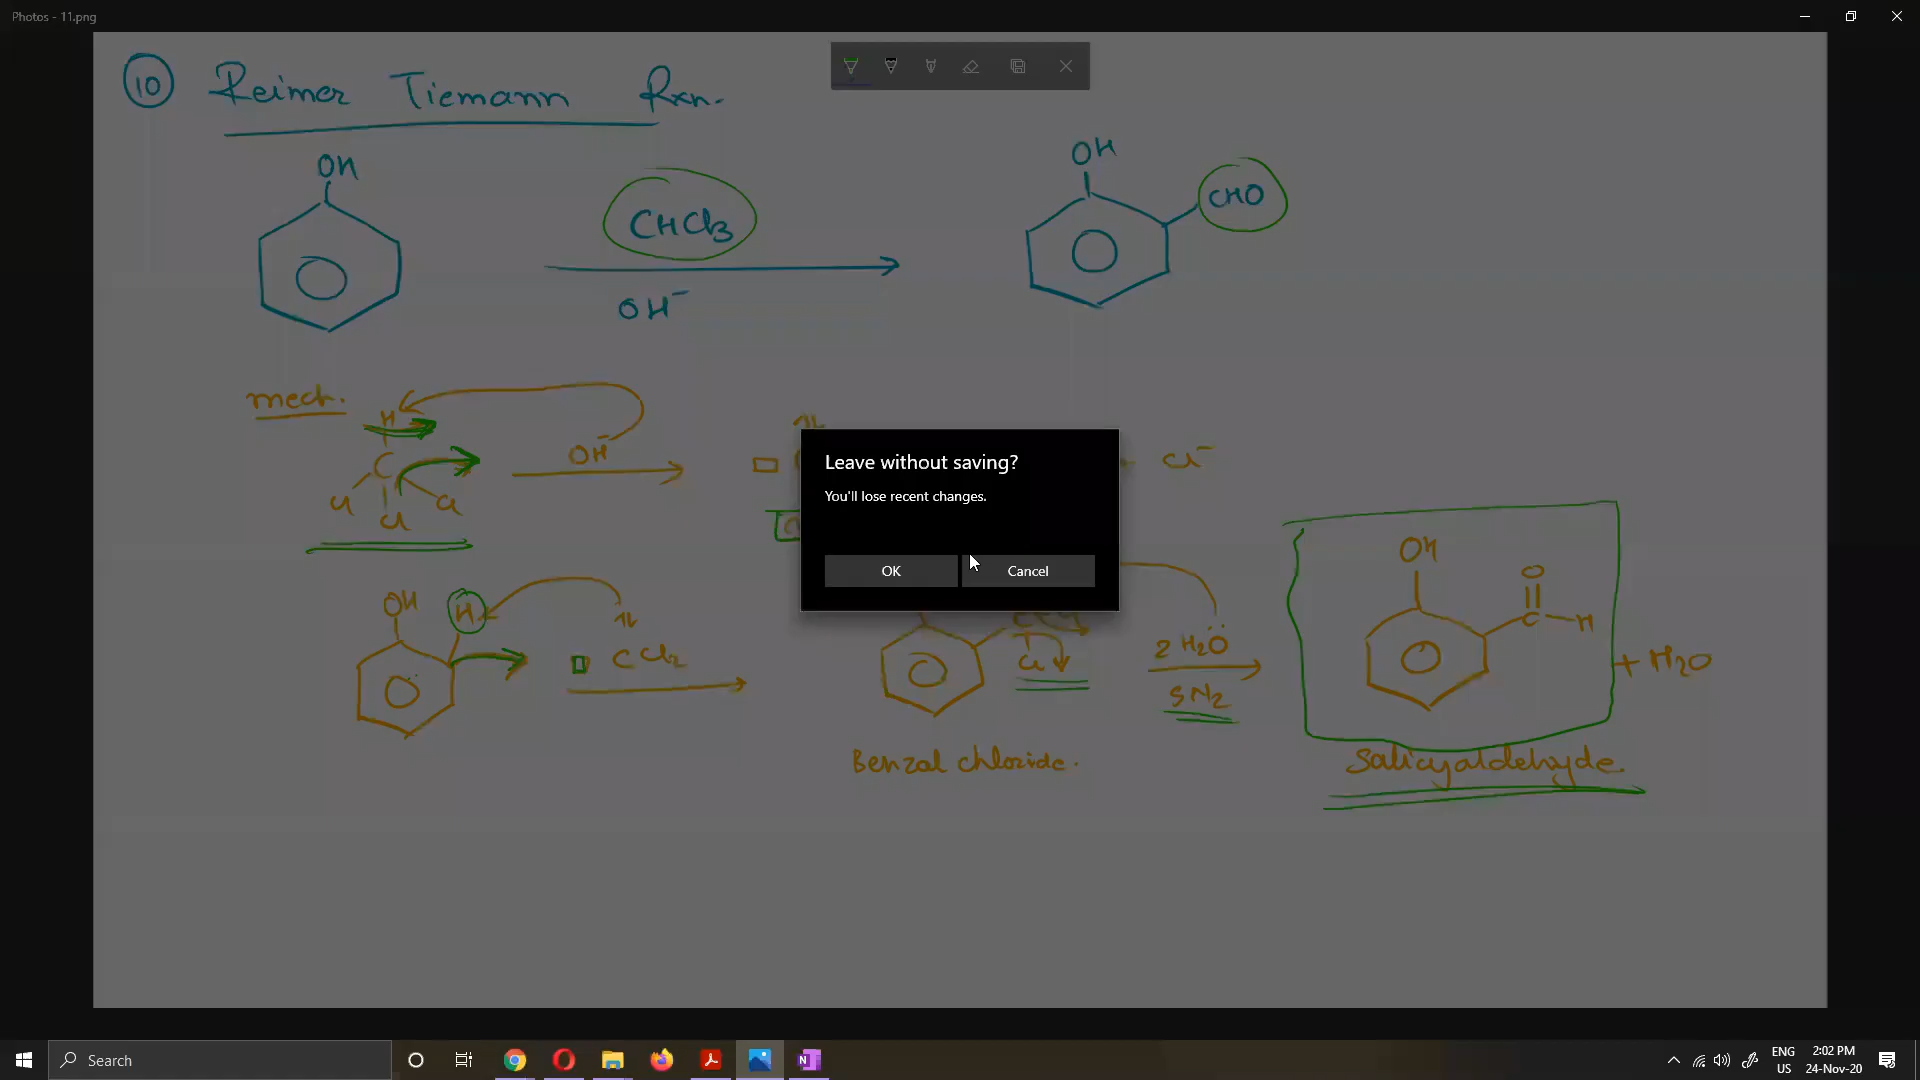 Photos - 11.png
10 Reimer Tiemann Rxn.
OH
OH
CHO
CHCl3
OH⁻
mech.
H
C
Cl Cl Cl
OH⁻
Cl⁻
Leave without saving?
You'll lose recent changes.
OK Cancel
OH H
CCl2
Cl
2 H2O
SN2
OH
O
C-H
+ H2O
Benzal chloride.
Salicyaldehyde.
Search
ENG
US
2:02 PM
24-Nov-20